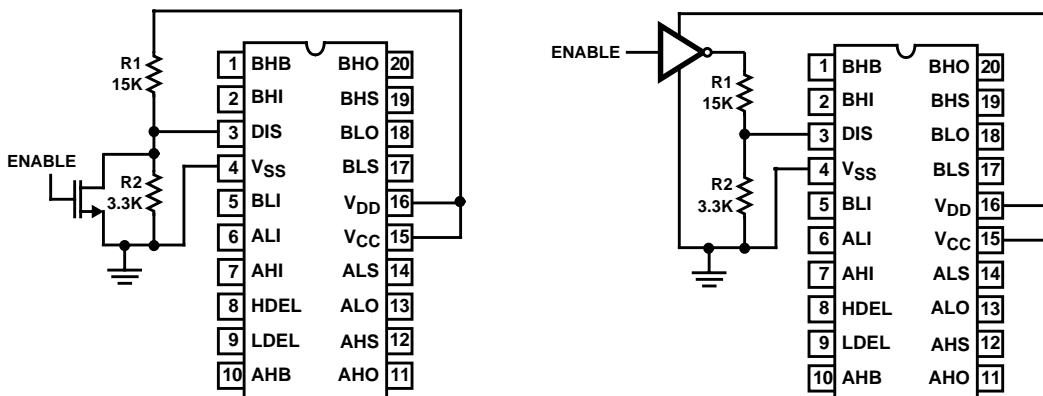 R1
15K
ENABLE
R2
3.3K
1 BHB BHO 20
2 BHI BHS 19
3 DIS BLO 18
4 VSS BLS 17
5 BLI VDD 16
6 ALI VCC 15
7 AHI ALS 14
8 HDEL ALO 13
9 LDEL AHS 12
10 AHB AHO 11
ENABLE
R1
15K
R2
3.3K
1 BHB BHO 20
2 BHI BHS 19
3 DIS BLO 18
4 VSS BLS 17
5 BLI VDD 16
6 ALI VCC 15
7 AHI ALS 14
8 HDEL ALO 13
9 LDEL AHS 12
10 AHB AHO 11